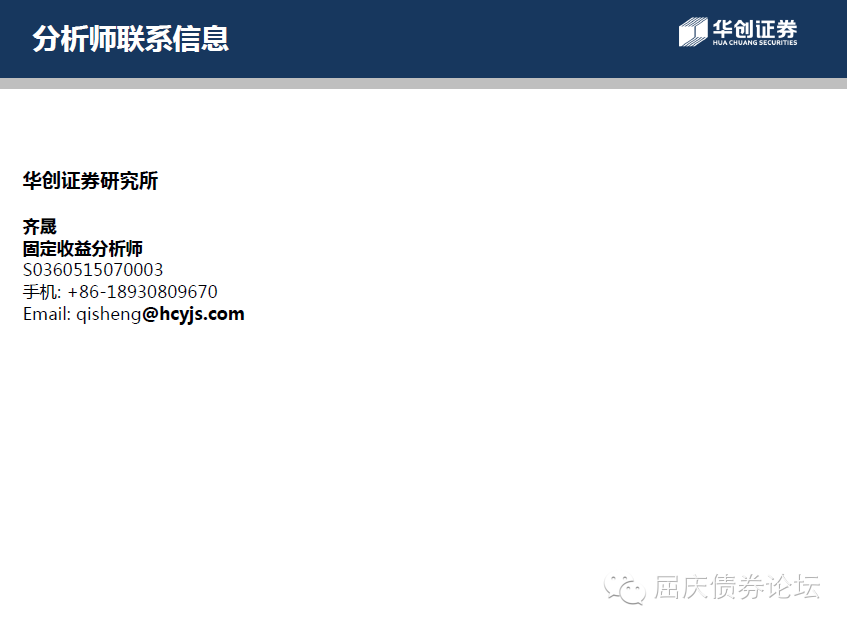 分析师联系信息
华创证券
HUA CHUANG SECURITIES
华创证券研究所
齐晟
固定收益分析师
S0360515070003
手机: +86-18930809670
Email: qisheng@hcyjs.com
屈庆债券论坛